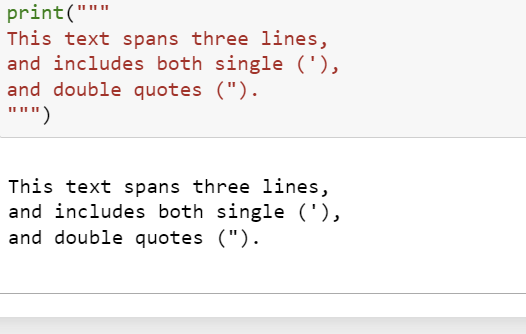 print("""
This text spans three lines,
and includes both single ('),
and double quotes (").
""")
This text spans three lines,
and includes both single ('),
and double quotes (").